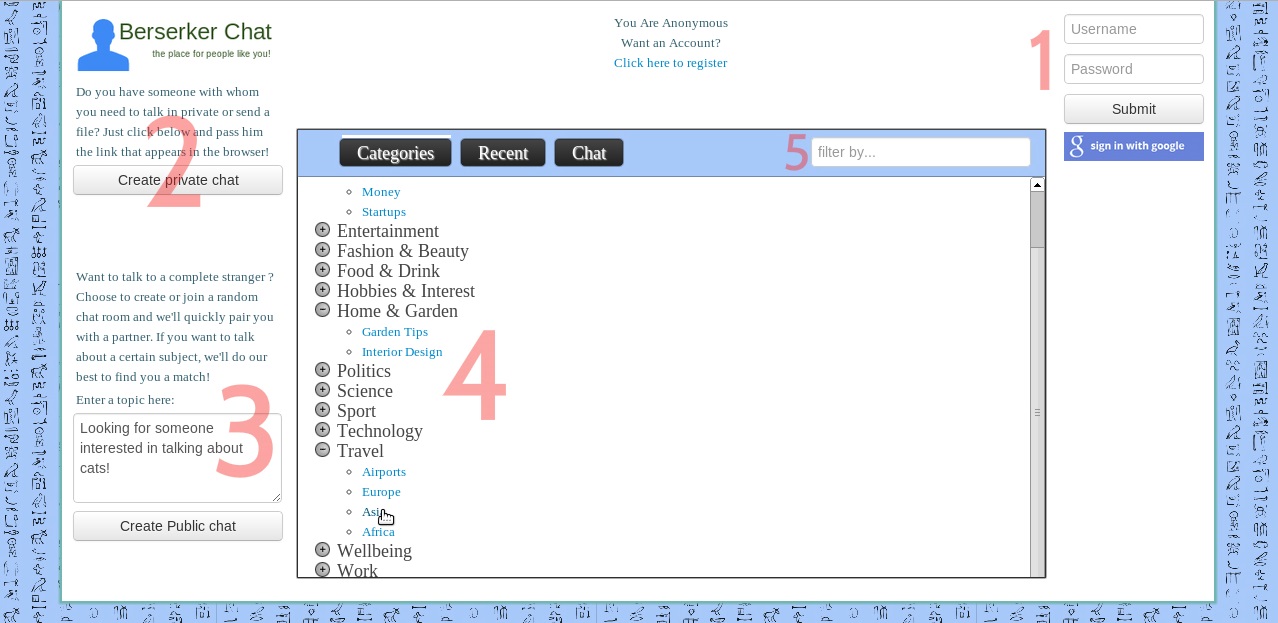 Berserker Chat
the place for people like you!
Do you have someone with whom
you need to talk in private or send a
file? Just click below and pass him
the link that appears in the browser!
Create private chat
2
Want to talk to a complete stranger ?
Choose to create or join a random
chat room and we'll quickly pair you
with a partner. If you want to talk
about a certain subject, we'll do our
best to find you a match!
Enter a topic here:
Looking for someone
interested in talking about
cats!
3
Create Public chat
You Are Anonymous
Want an Account?
Click here to register
1
Username
Password
Submit
g sign in with google
Categories Recent Chat 5 filter by...
Money
Startups
Entertainment
Fashion & Beauty
Food & Drink
Hobbies & Interest
Home & Garden
Garden Tips
Interior Design
4
Politics
Science
Sport
Technology
Travel
Airports
Europe
Asia
Africa
Wellbeing
Work